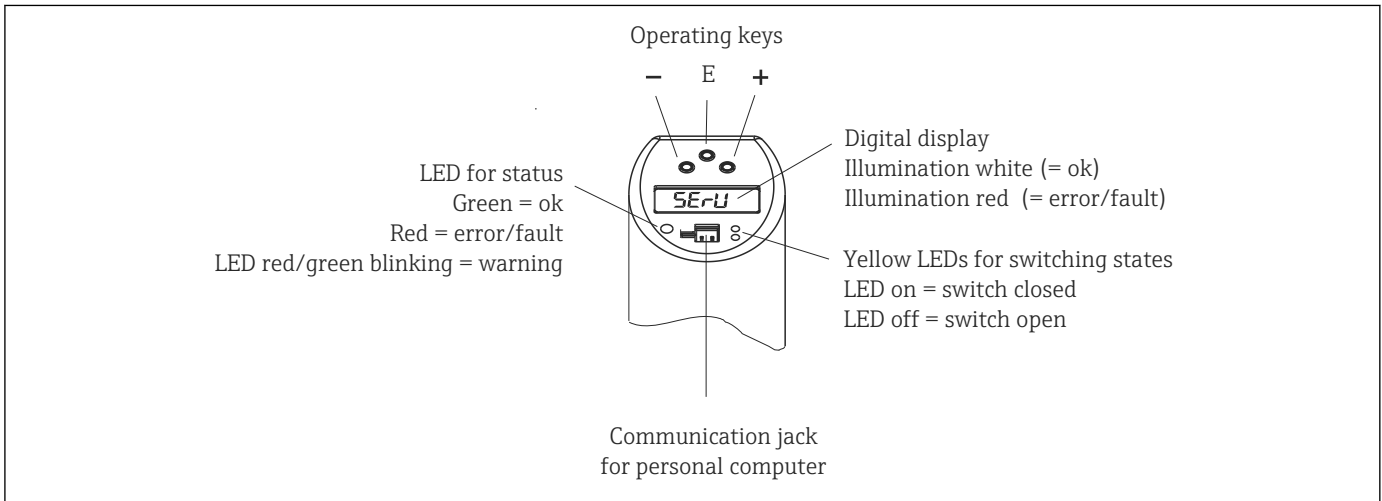 Operating keys
– E +
Digital display
Illumination white (= ok)
Illumination red (= error/fault)
LED for status
Green = ok
Red = error/fault
LED red/green blinking = warning
SErU
Yellow LEDs for switching states
LED on = switch closed
LED off = switch open
Communication jack
for personal computer